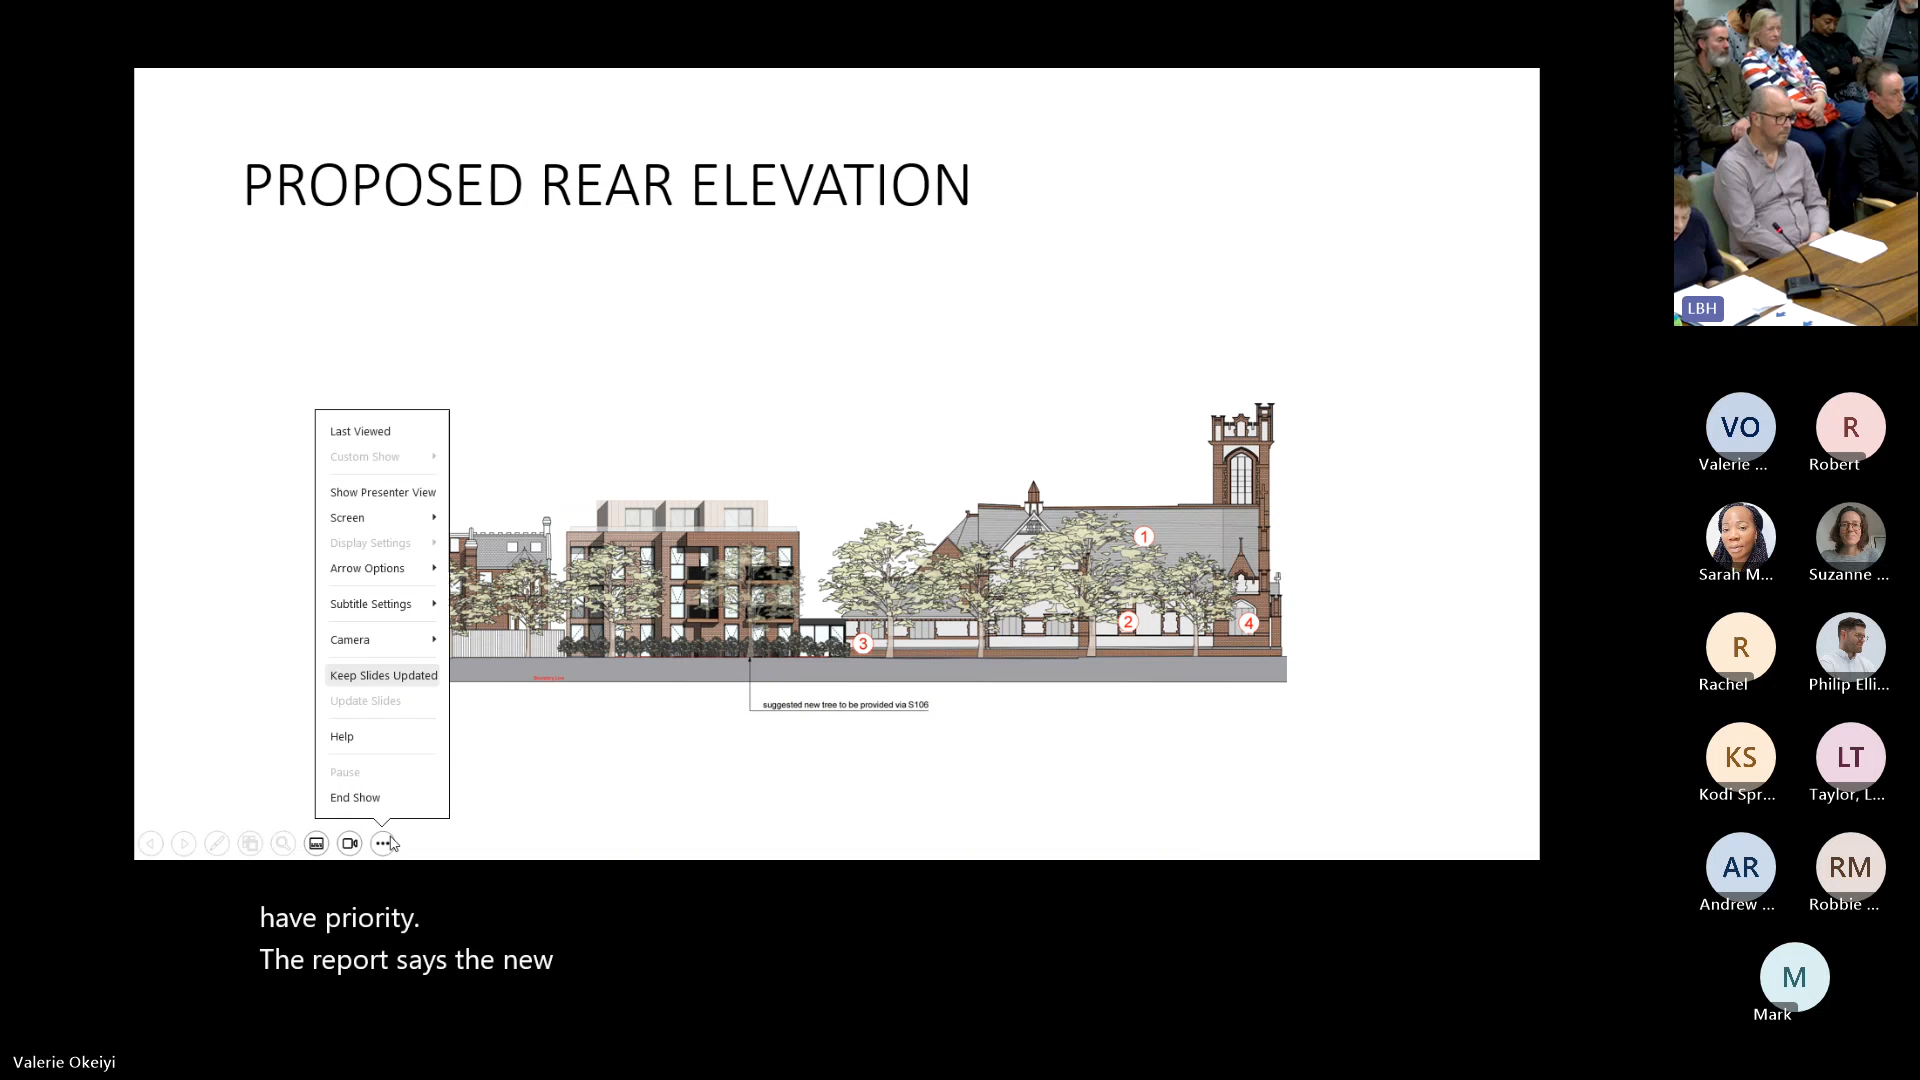 PROPOSED REAR ELEVATION
Last Viewed
Custom Show
Show Presenter View
Screen
Display Settings
Arrow Options
Subtitle Settings
Camera
Keep Slides Updated
Update Slides
Help
Pause
End Show
1
2
3
4
Boundary Line
suggested new tree to be provided via S106
have priority.
The report says the new
Valerie Okeiyi
LBH
VO
Valerie ...
R
Robert
Sarah M...
Suzanne ...
R
Rachel
Philip Elli...
KS
Kodi Spr...
LT
Taylor, L...
AR
Andrew ...
RM
Robbie ...
M
Mark